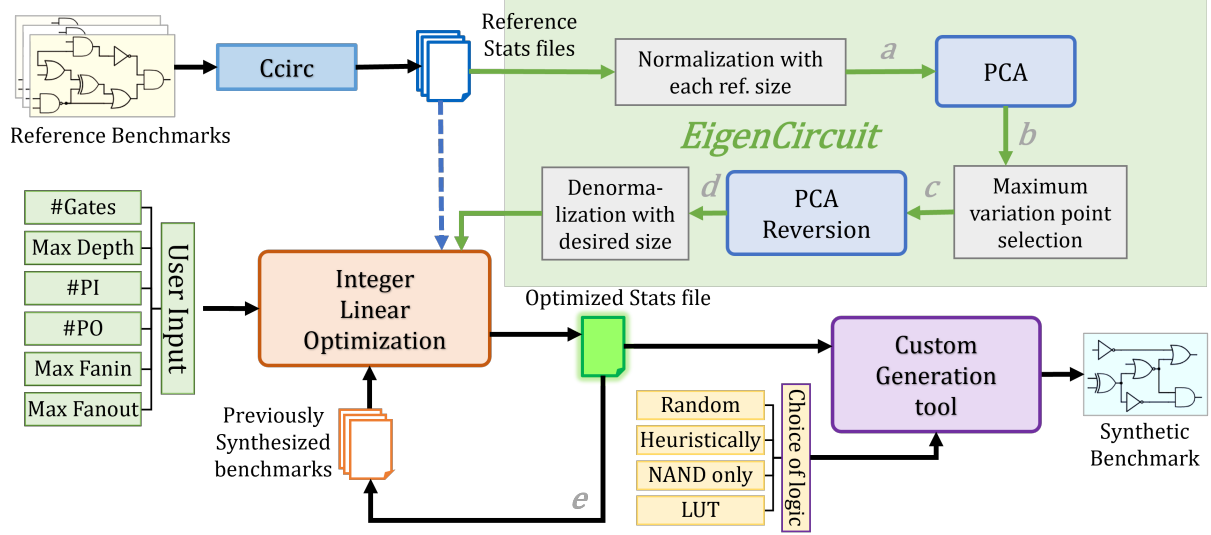 Reference Benchmarks
Ccirc
Reference
Stats files
Normalization with
each ref. size
a
PCA
EigenCircuit
b
Maximum
variation point
selection
c
PCA
Reversion
d
Denorma-
lization with
desired size
#Gates
Max Depth
#PI
#PO
Max Fanin
Max Fanout
User Input
Integer
Linear
Optimization
Optimized Stats file
Previously
Synthesized
benchmarks
e
Random
Heuristically
NAND only
LUT
Choice of logic
Custom
Generation
tool
Synthetic
Benchmark